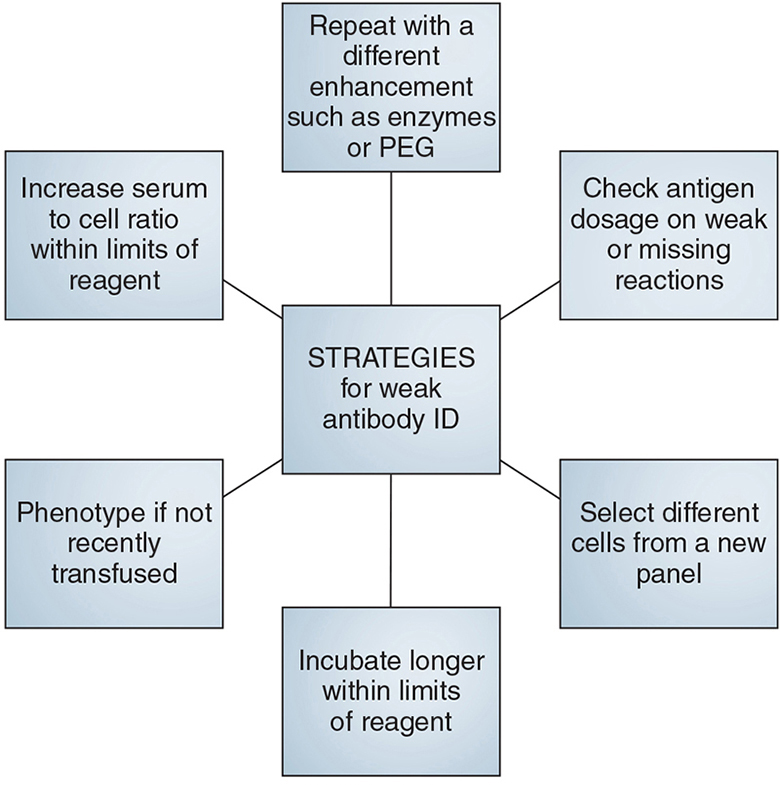 Repeat with a
different
enhancement
such as enzymes
or PEG
Increase serum
to cell ratio
within limits of
reagent
Check antigen
dosage on weak
or missing
reactions
STRATEGIES
for weak
antibody ID
Phenotype if not
recently
transfused
Select different
cells from a new
panel
Incubate longer
within limits
of reagent